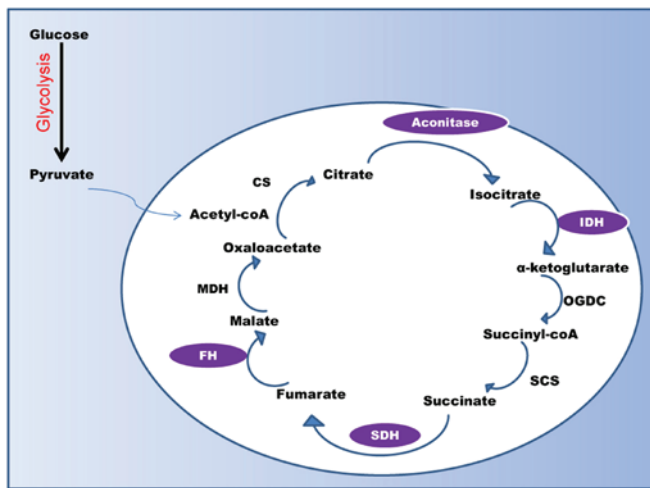 Glucose
Glycolysis
Pyruvate
Aconitase
Citrate
CS
Isocitrate
Acetyl-coA
IDH
Oxaloacetate
α-ketoglutarate
MDH
OGDC
Malate
Succinyl-coA
FH
SCS
Fumarate
Succinate
SDH